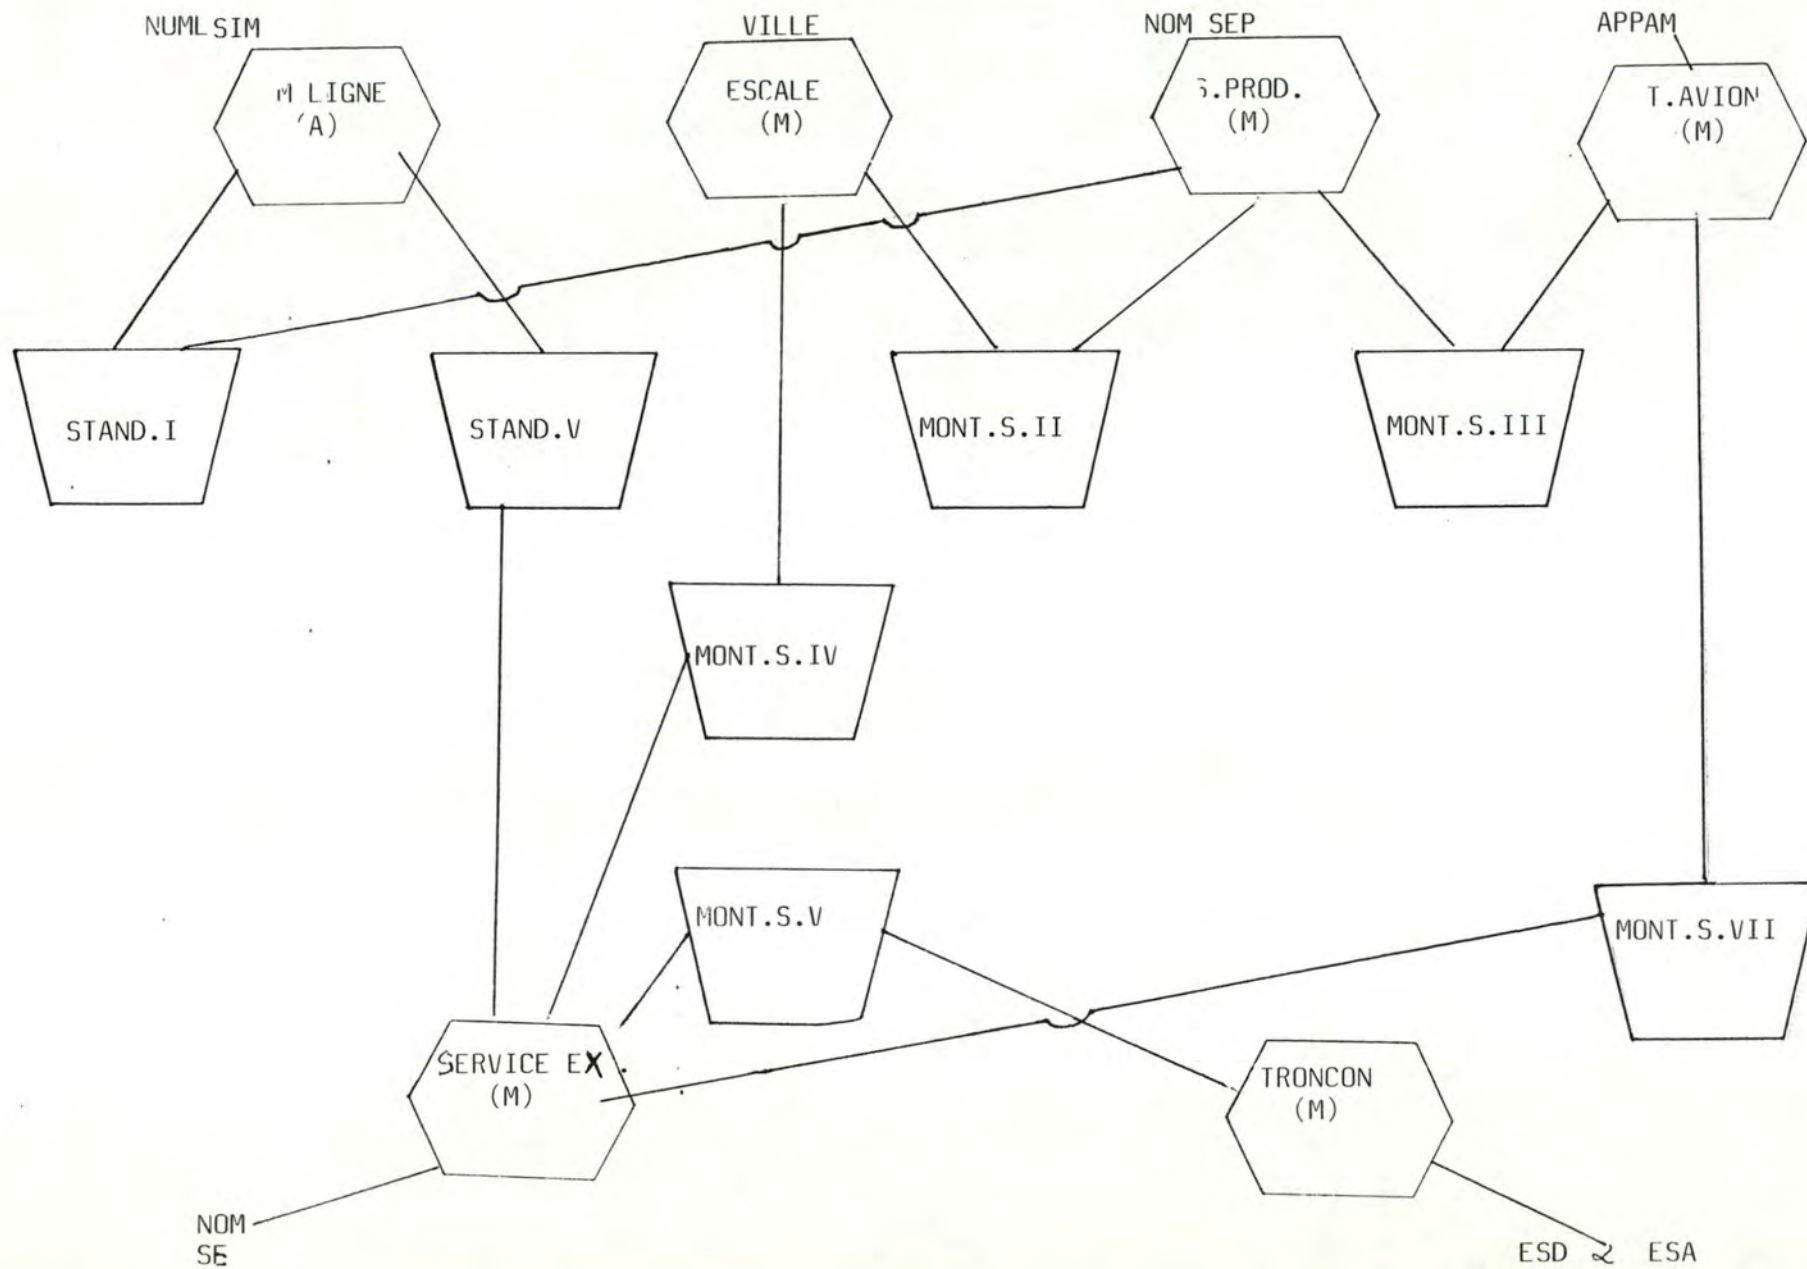 NUMLSIM VILLE NOM SEP APPAM
M LIGNE
(A)
ESCALE
(M)
S.PROD.
(M)
T.AVION
(M)
STAND.I
STAND.V
MONT.S.II
MONT.S.III
MONT.S.IV
MONT.S.V
MONT.S.VII
SERVICE EX.
(M)
TRONCON
(M)
NOM
SE
ESD & ESA